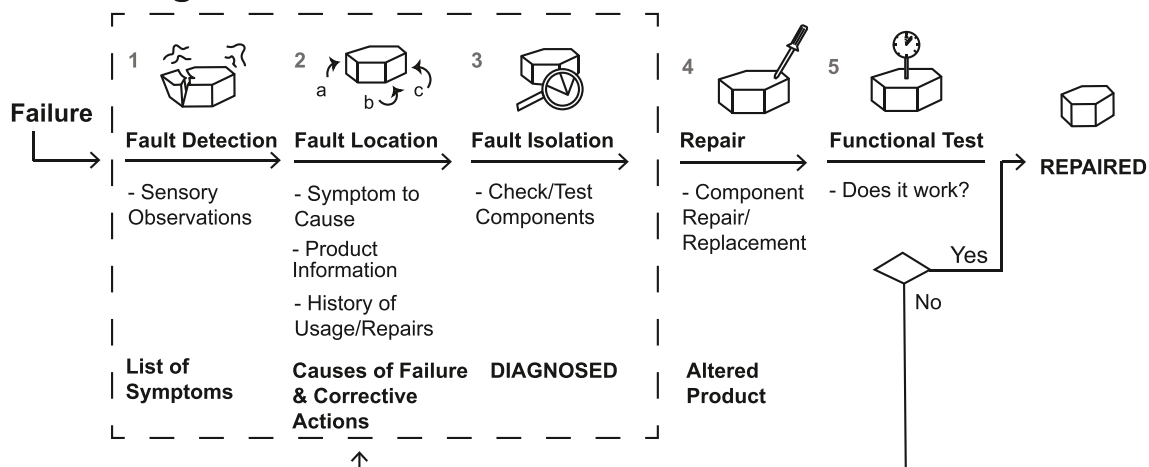 1
2
3
4
5
a
b
c
Failure
Fault Detection
Fault Location
Fault Isolation
Repair
Functional Test
REPAIRED
- Sensory
Observations
- Symptom to
Cause
- Product
Information
- History of
Usage/Repairs
- Check/Test
Components
- Component
Repair/
Replacement
- Does it work?
Yes
No
List of
Symptoms
Causes of Failure
& Corrective
Actions
DIAGNOSED
Altered
Product